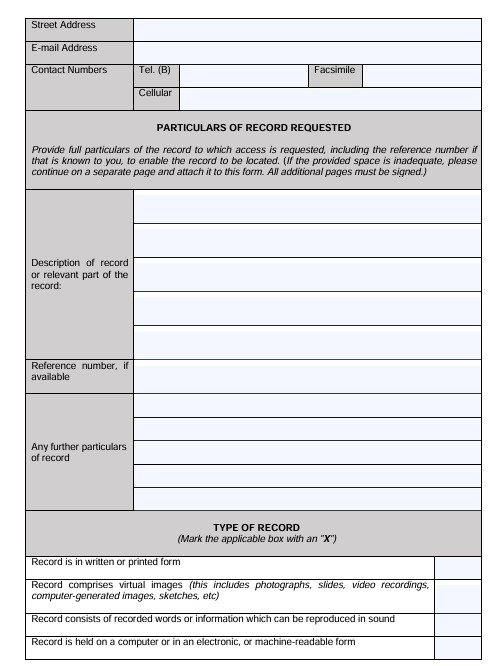 Street Address
E-mail Address
Contact Numbers Tel. (B) Facsimile
Cellular
PARTICULARS OF RECORD REQUESTED
Provide full particulars of the record to which access is requested, including the reference number if
that is known to you, to enable the record to be located. (If the provided space is inadequate, please
continue on a separate page and attach it to this form. All additional pages must be signed.)
Description of record
or relevant part of the
record:
Reference number, if
available
Any further particulars
of record
TYPE OF RECORD
(Mark the applicable box with an "X")
Record is in written or printed form
Record comprises virtual images (this includes photographs, slides, video recordings,
computer-generated images, sketches, etc)
Record consists of recorded words or information which can be reproduced in sound
Record is held on a computer or in an electronic, or machine-readable form